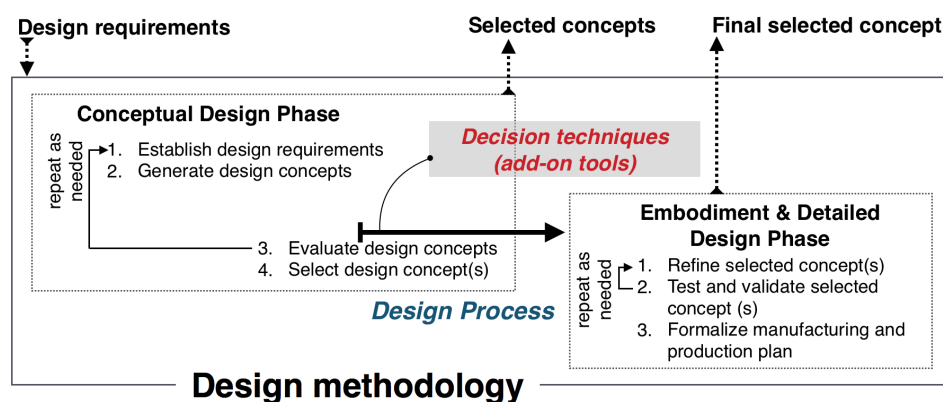 Design requirements
Selected concepts
Final selected concept
Conceptual Design Phase
repeat as
needed
1. Establish design requirements
2. Generate design concepts
3. Evaluate design concepts
4. Select design concept(s)
Decision techniques
(add-on tools)
Design Process
Embodiment & Detailed
Design Phase
repeat as
needed
1. Refine selected concept(s)
2. Test and validate selected
concept (s)
3. Formalize manufacturing and
production plan
Design methodology